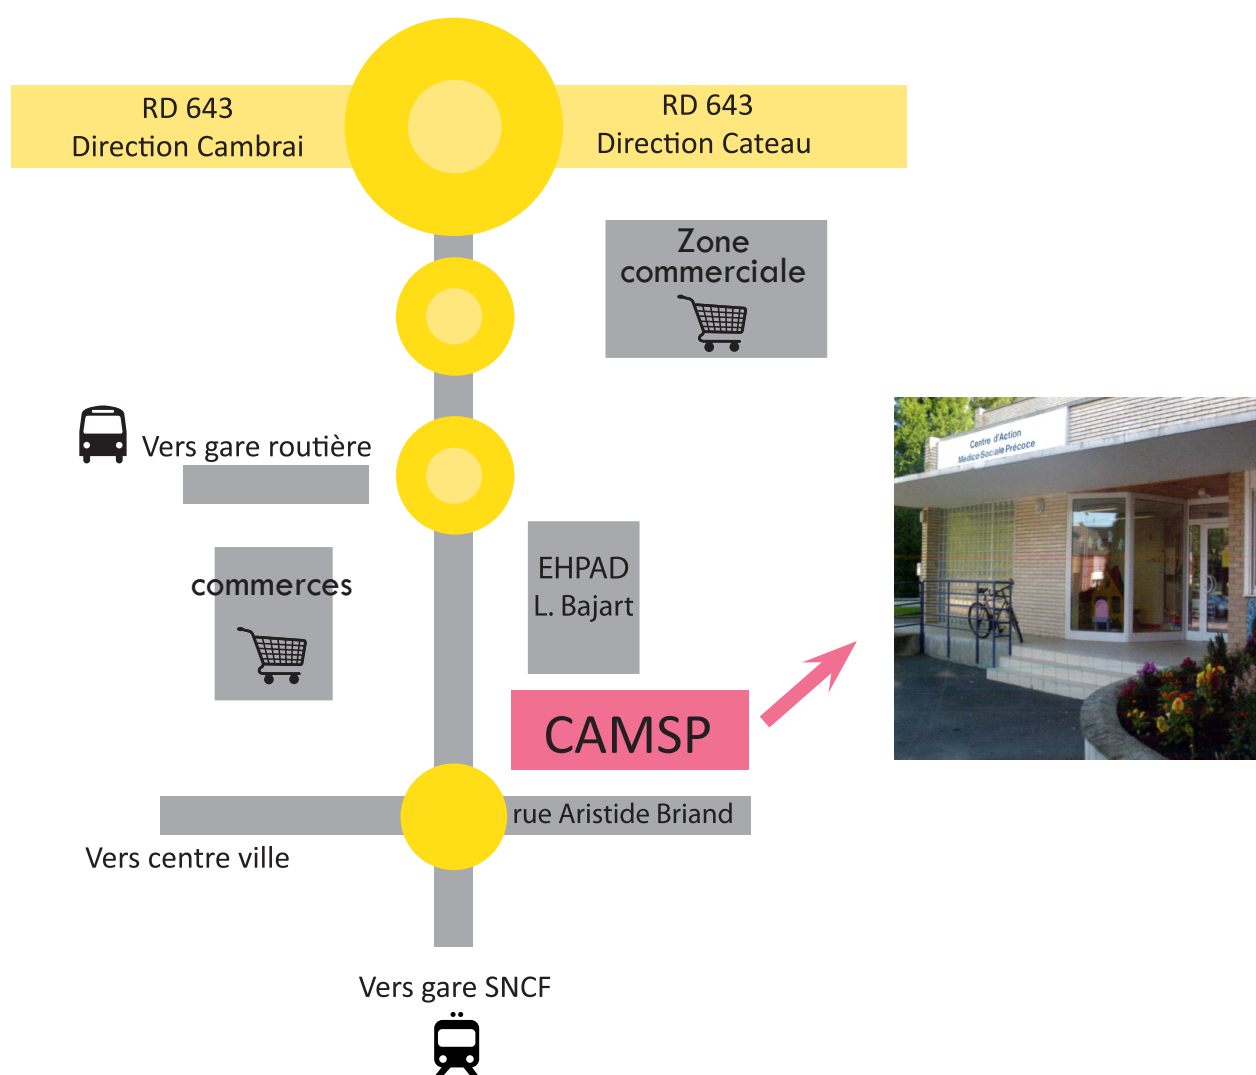 RD 643
Direction Cambrai
RD 643
Direction Cateau
Zone
commerciale
Vers gare routière
Centre d'Action
Médico-Sociale Précoce
commerces
EHPAD
L. Bajart
CAMSP
rue Aristide Briand
Vers centre ville
Vers gare SNCF